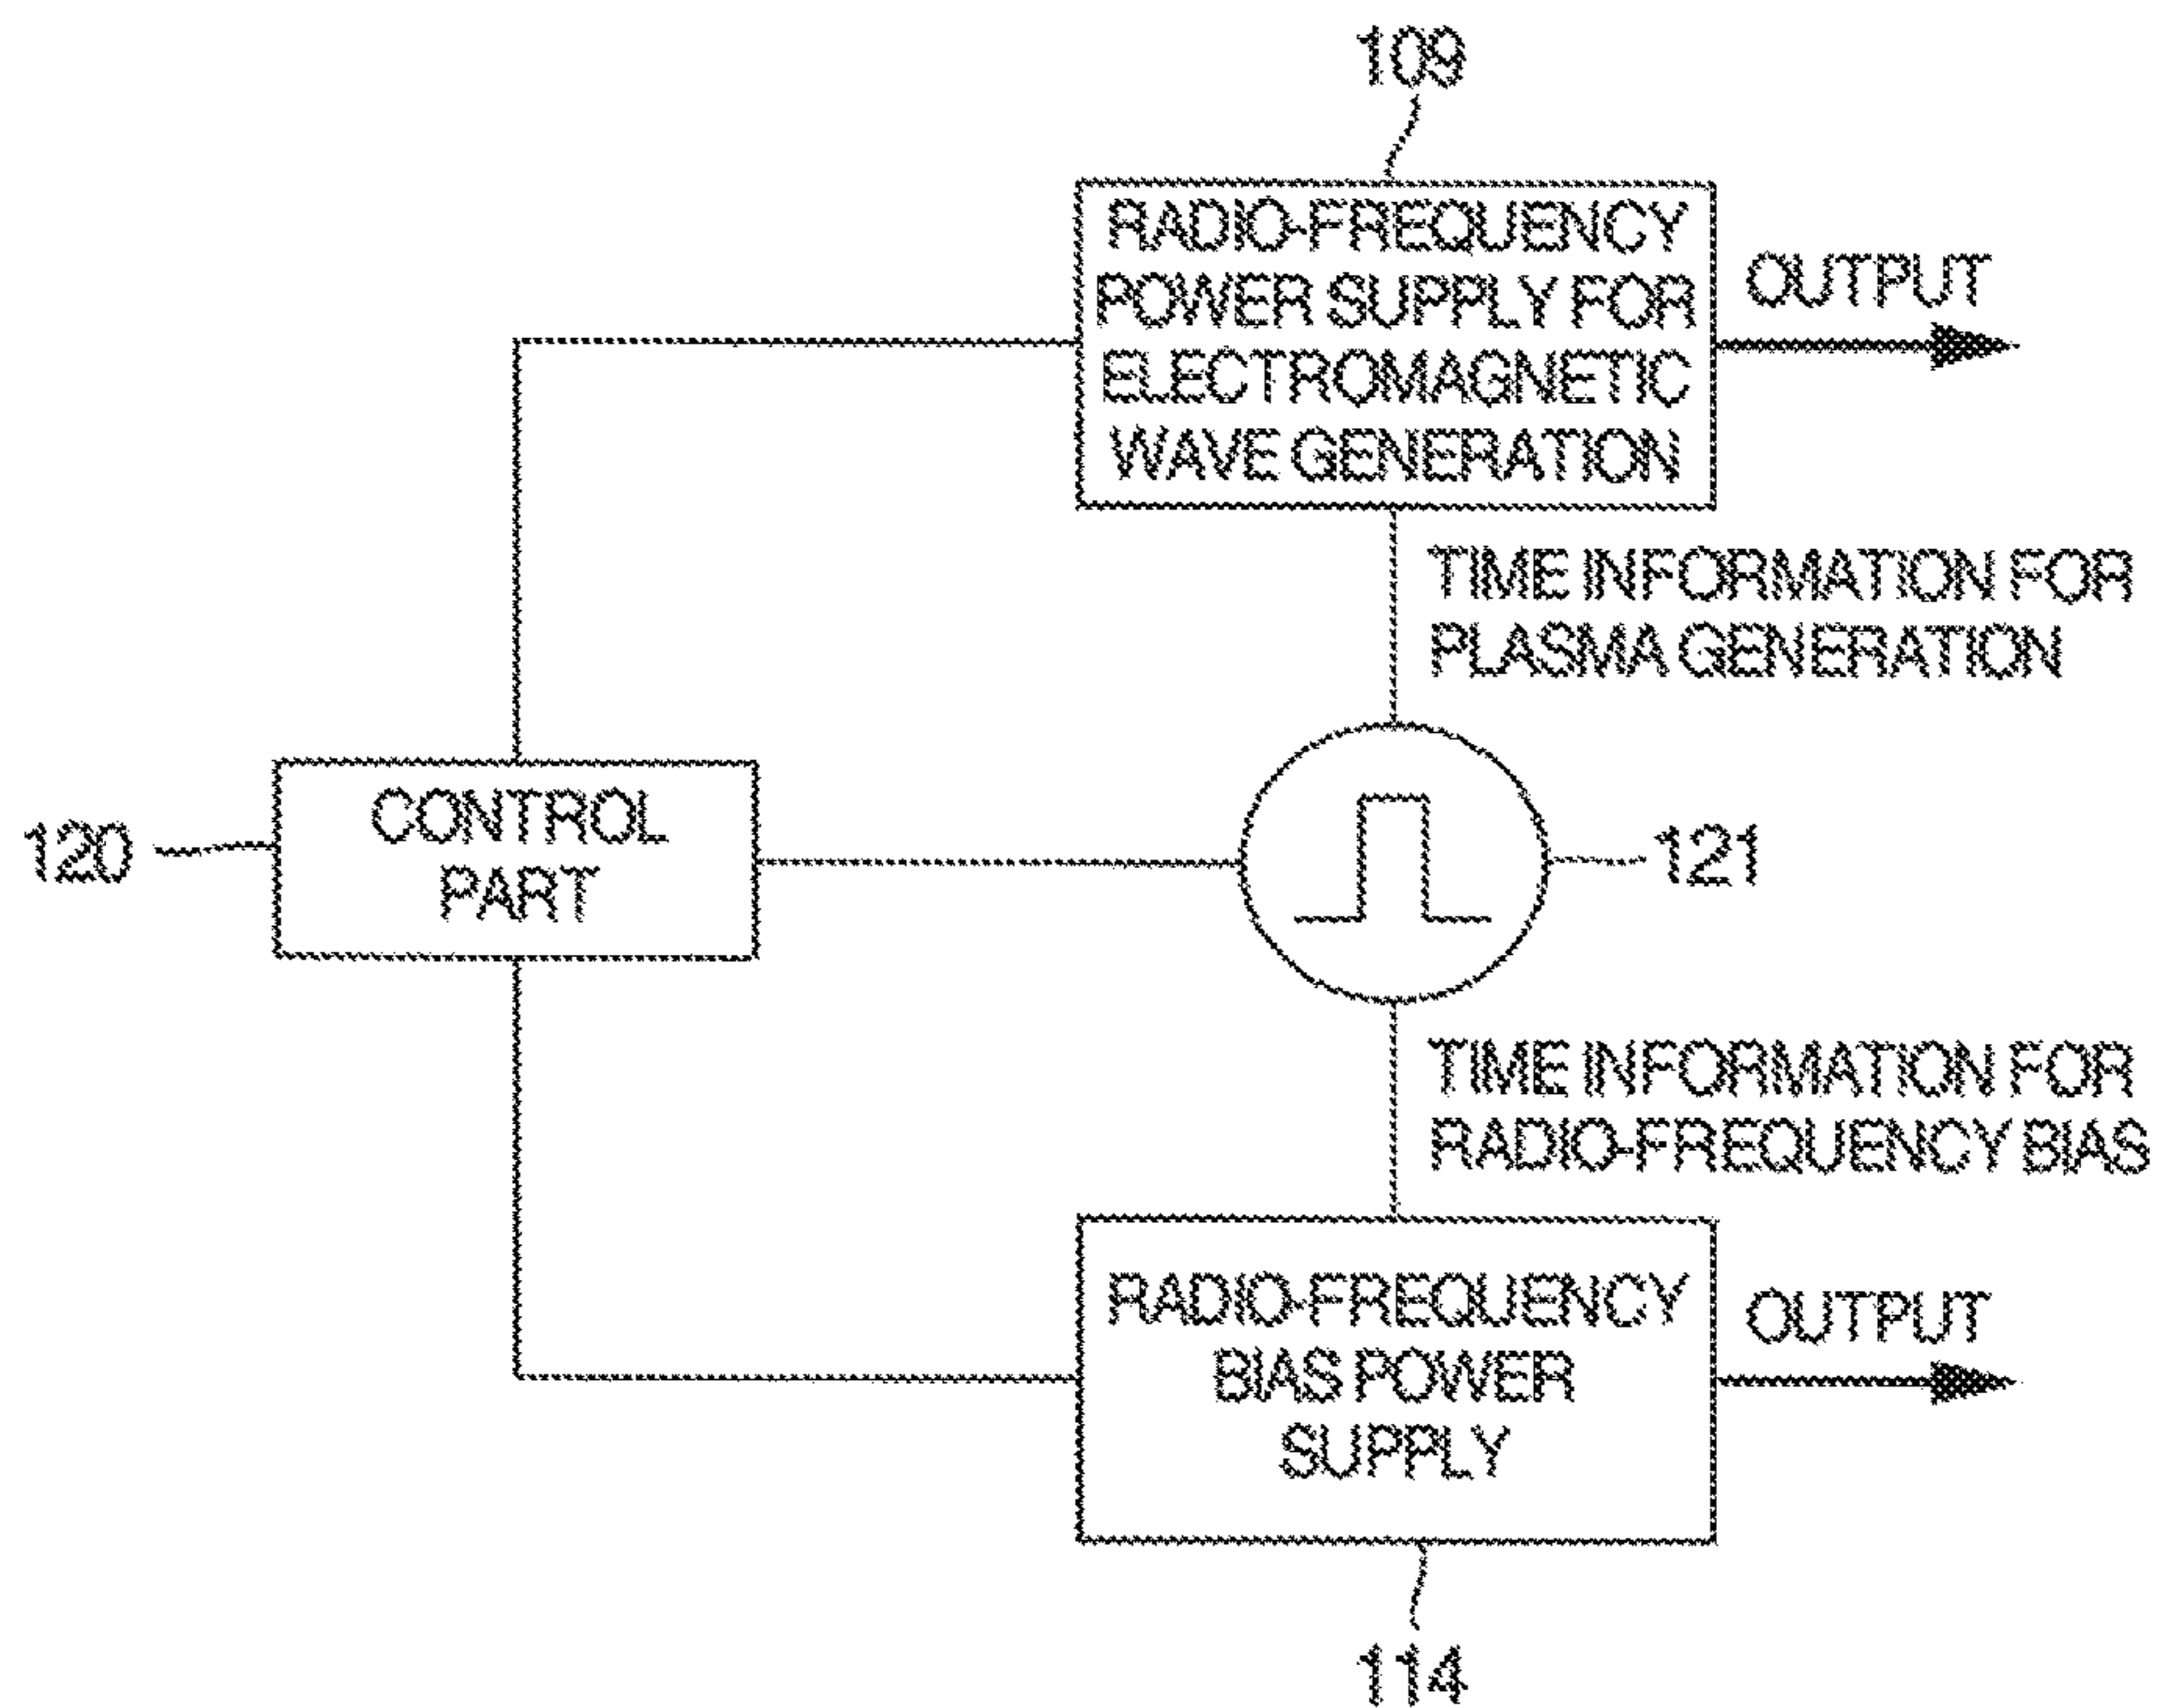 109
RADIO-FREQUENCY
POWER SUPPLY FOR
ELECTROMAGNETIC
WAVE GENERATION
OUTPUT
TIME INFORMATION FOR
PLASMA GENERATION
120
CONTROL
PART
121
TIME INFORMATION FOR
RADIO-FREQUENCY BIAS
RADIO-FREQUENCY
BIAS POWER
SUPPLY
OUTPUT
114